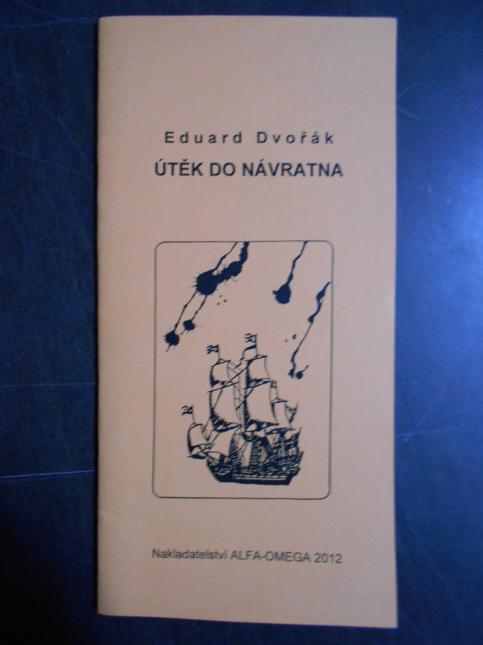 Eduard Dvořák
ÚTĚK DO NÁVRATNA
Nakladatelství ALFA-OMEGA 2012